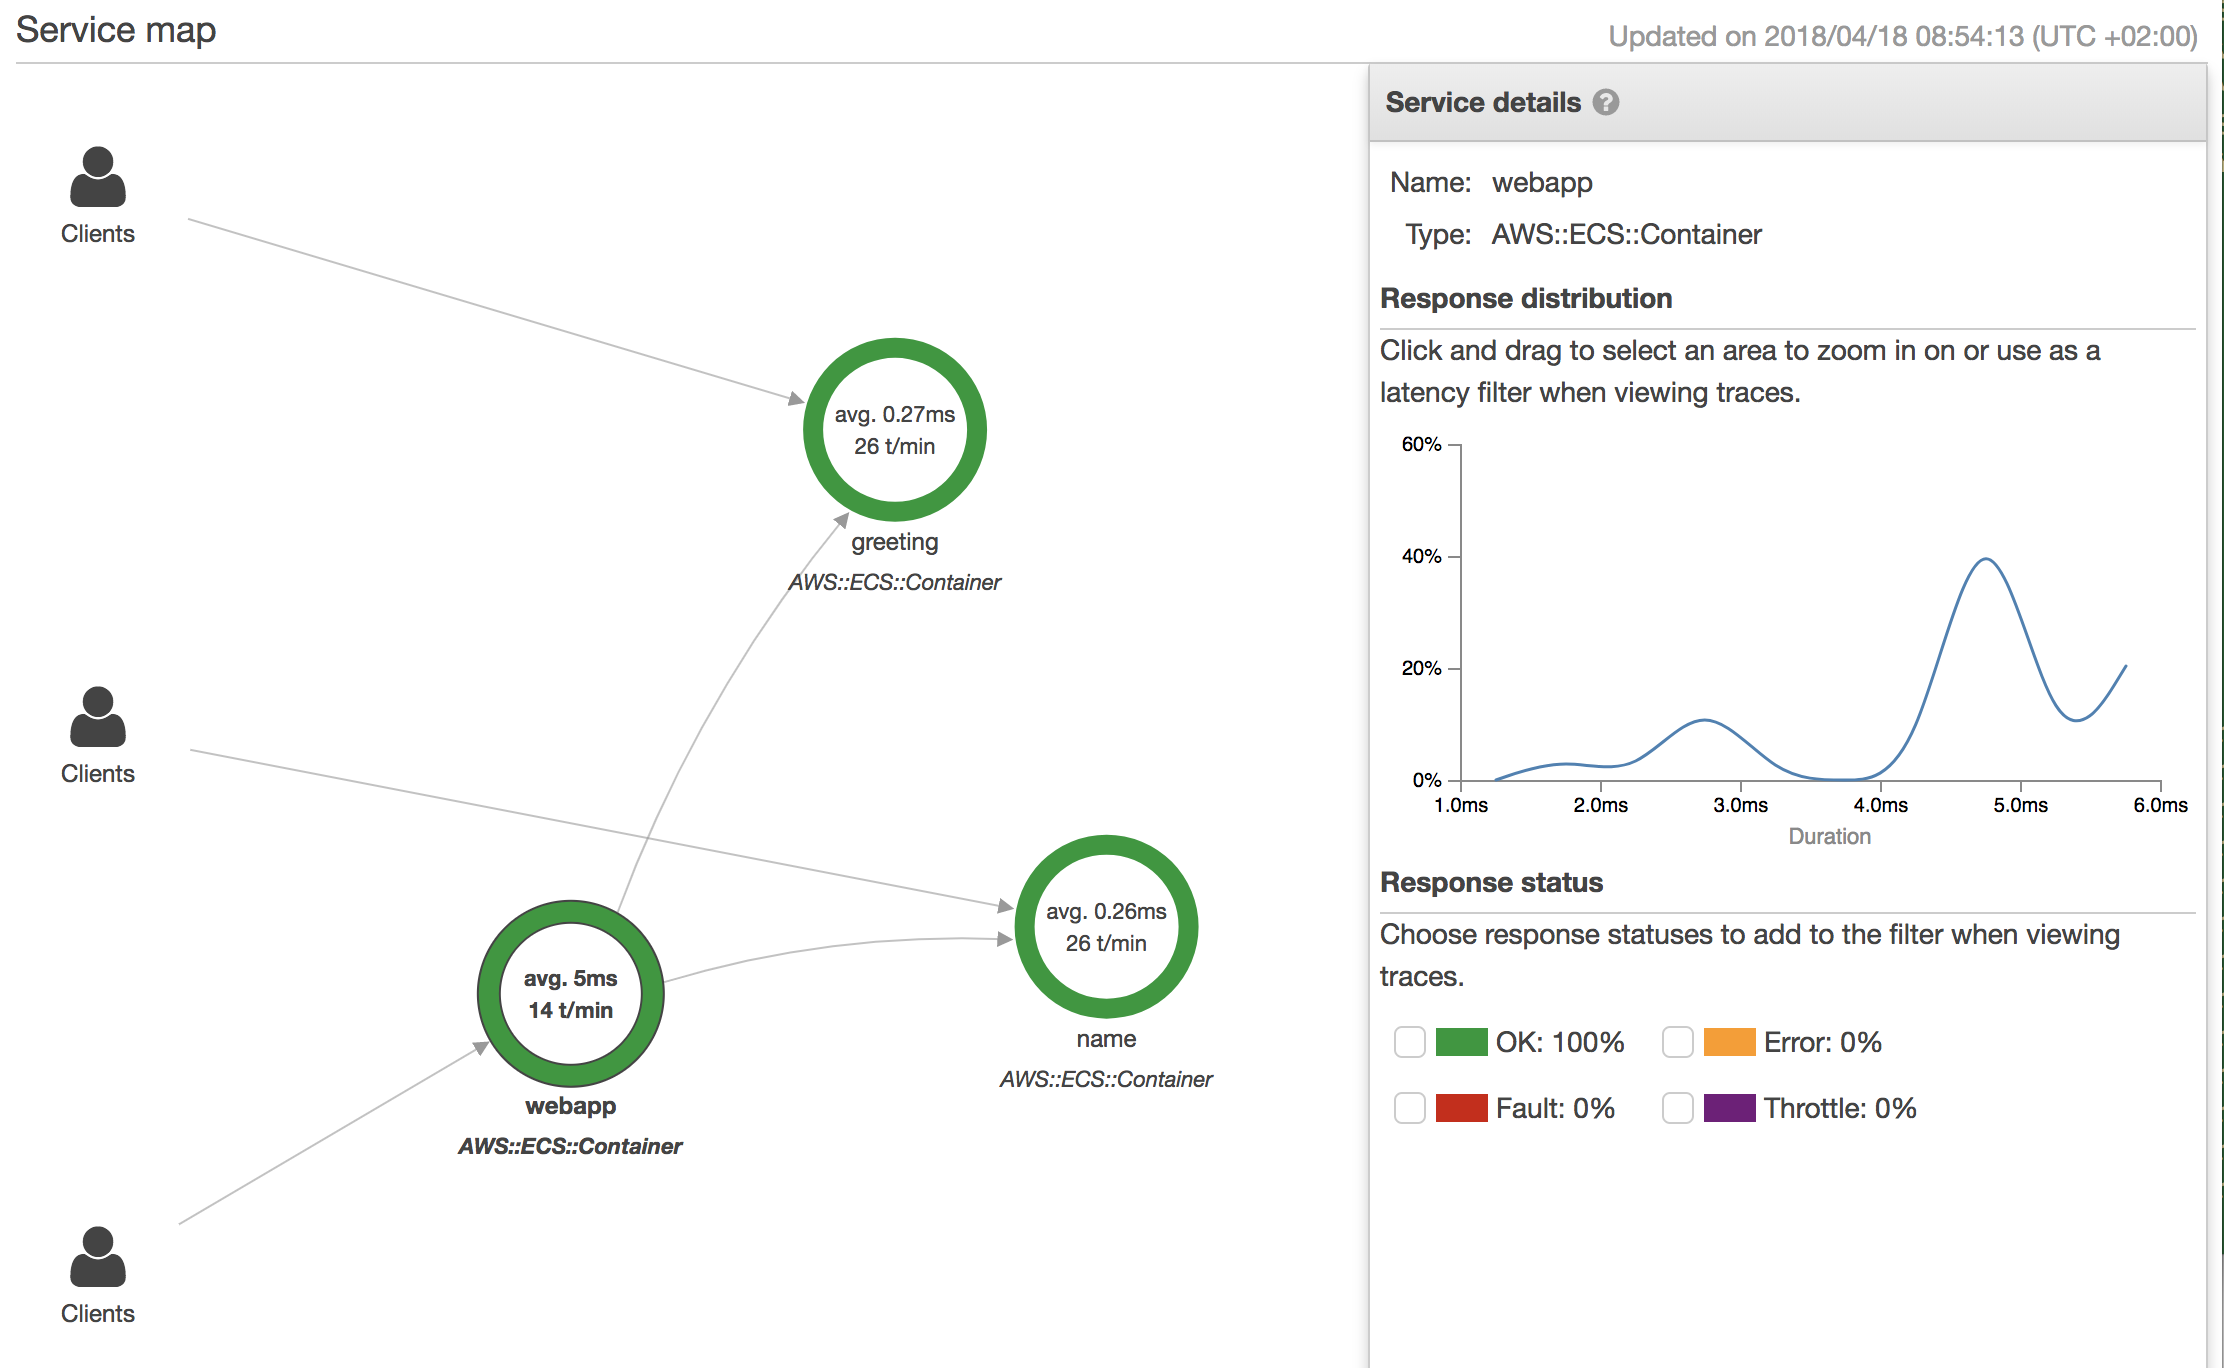 Service map
Updated on 2018/04/18 08:54:13 (UTC +02:00)
Clients
avg. 0.27ms
26 t/min
greeting
AWS::ECS::Container
Clients
avg. 0.26ms
26 t/min
name
AWS::ECS::Container
avg. 5ms
14 t/min
webapp
AWS::ECS::Container
Clients
Service details ?
Name: webapp
Type: AWS::ECS::Container
Response distribution
Click and drag to select an area to zoom in on or use as a
latency filter when viewing traces.
60%
40%
20%
0%
1.0ms 2.0ms 3.0ms 4.0ms 5.0ms 6.0ms
Duration
Response status
Choose response statuses to add to the filter when viewing
traces.
OK: 100% Error: 0%
Fault: 0% Throttle: 0%